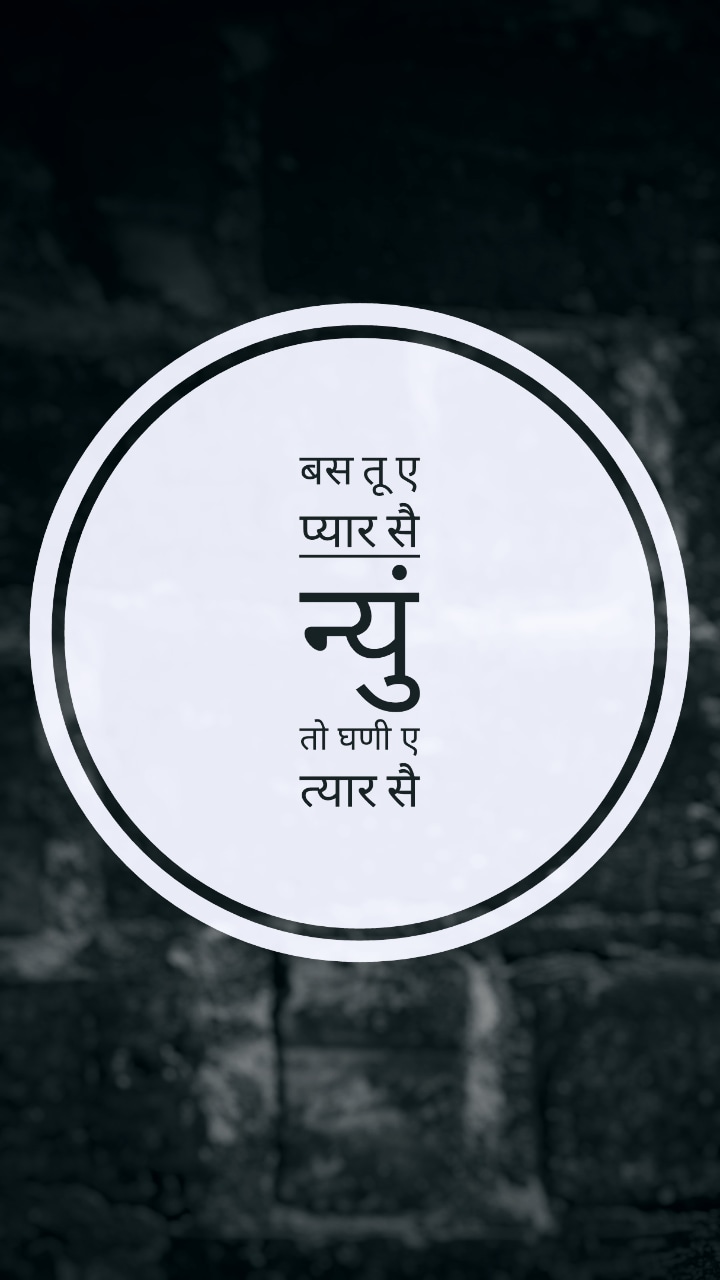 बस तू ए
प्यार सै
न्युं
तो घणी ए
त्यार सै